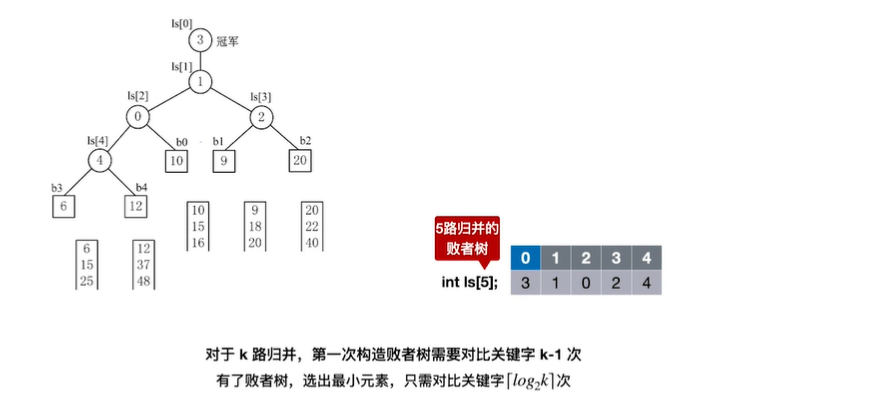 ls[0]
3 冠军
ls[1]
1
ls[2] ls[3]
0 2
ls[4] b0 b1 b2
4 10 9 20
b3 b4
6 12
10 9 20
15 18 22
16 20 40
6 12
15 37
25 48
5路归并的
败者树
0 1 2 3 4
int ls[5]; 3 1 0 2 4
对于 k 路归并，第一次构造败者树需要对比关键字 k-1 次
有了败者树，选出最小元素，只需对比关键字⌈log₂k⌉次